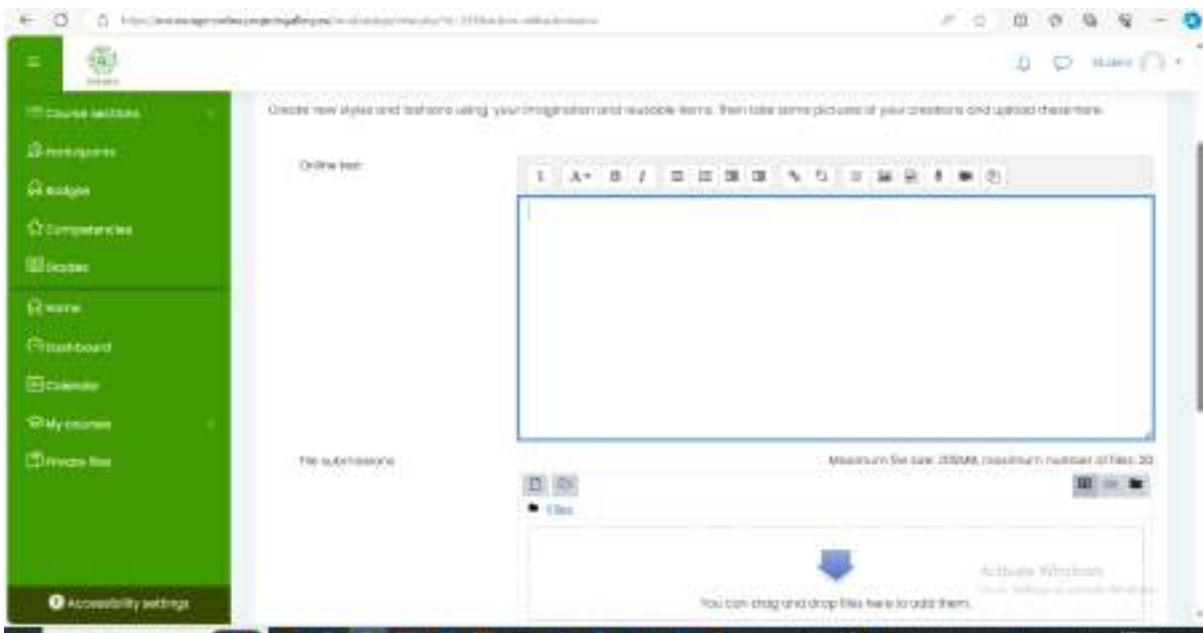 Student
Course sections
Create new styles and fashions using your imagination and reusable items. Then take some pictures of your creations and upload these here.
Participants
Online text
Badges
Competencies
Grades
Home
Dashboard
Calendar
My courses
Private files
File submissions
Maximum file size: 200MB, maximum number of files: 20
Files
Activate Windows
You can drag and drop files here to add them.
Accessibility settings